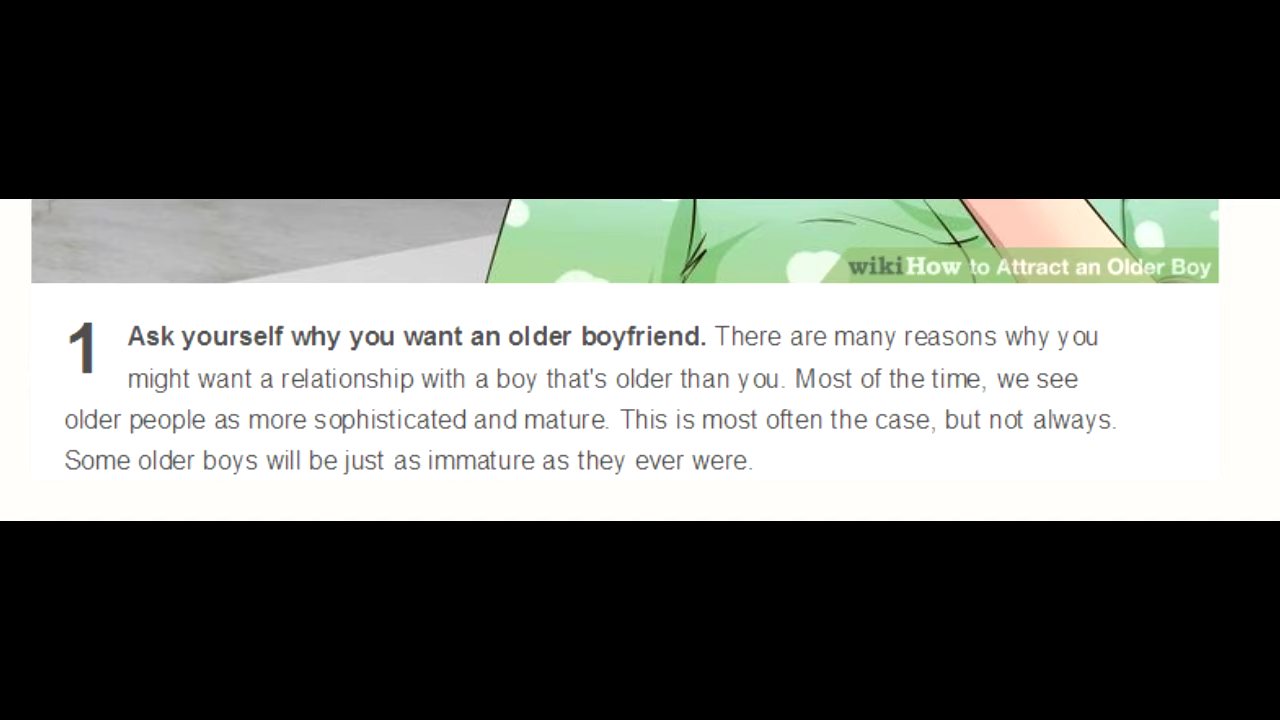 wikiHow to Attract an Older Boy
1 Ask yourself why you want an older boyfriend. There are many reasons why you
might want a relationship with a boy that's older than you. Most of the time, we see
older people as more sophisticated and mature. This is most often the case, but not always.
Some older boys will be just as immature as they ever were.